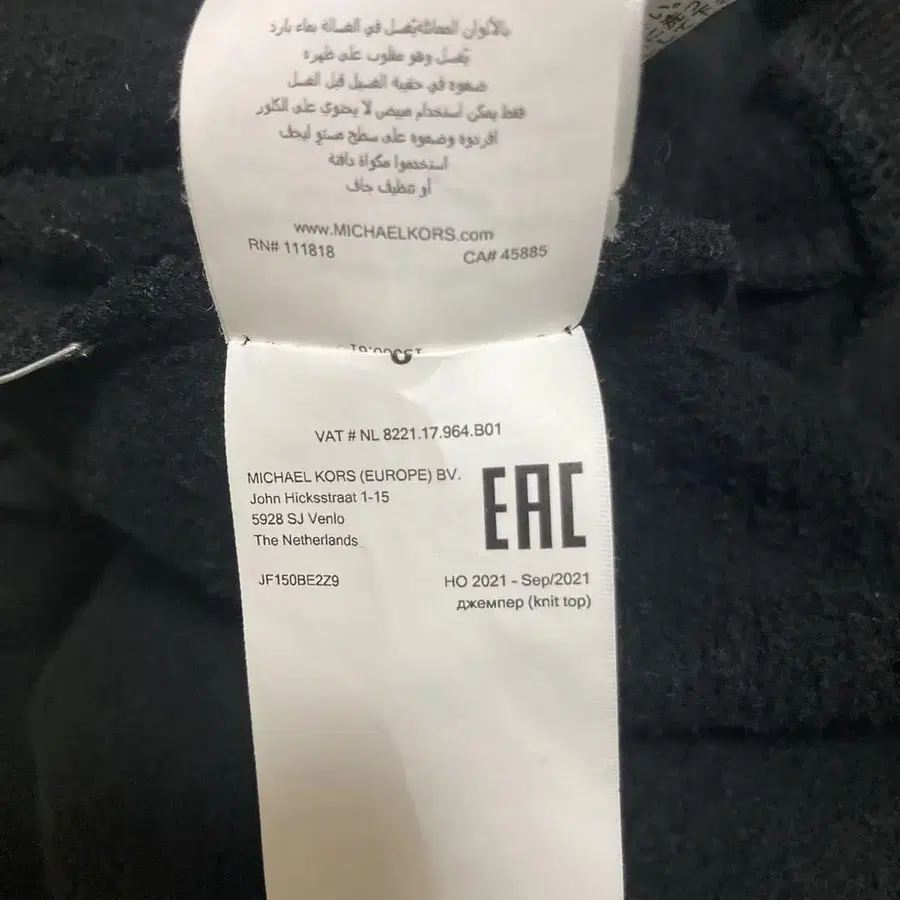 بالألوان المماثلة يُغسل في الغسالة بماء بارد
يُغسل وهو مقلوب على ظهره
ضعوه في حقيبة الغسيل قبل الغسل
فقط يمكن استخدام مبيض لا يحتوي على الكلور
افردوه وضعوه على سطح مستوٍ ليجف
استخدموا مكواة دافئة
أو تنظيف جاف
www.MICHAELKORS.com
RN# 111818
CA# 45885
VAT # NL 8221.17.964.B01
MICHAEL KORS (EUROPE) BV.
John Hicksstraat 1-15
5928 SJ Venlo
The Netherlands
EAC
JF150BE2Z9
HO 2021 - Sep/2021
джемпер (knit top)